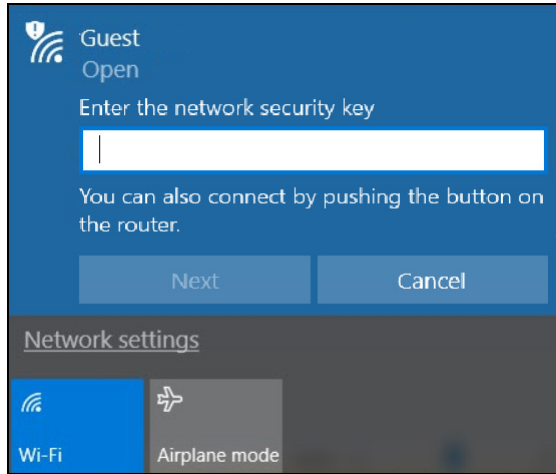 Guest
Open
Enter the network security key
You can also connect by pushing the button on
the router.
Next
Cancel
Network settings
Wi-Fi
Airplane mode